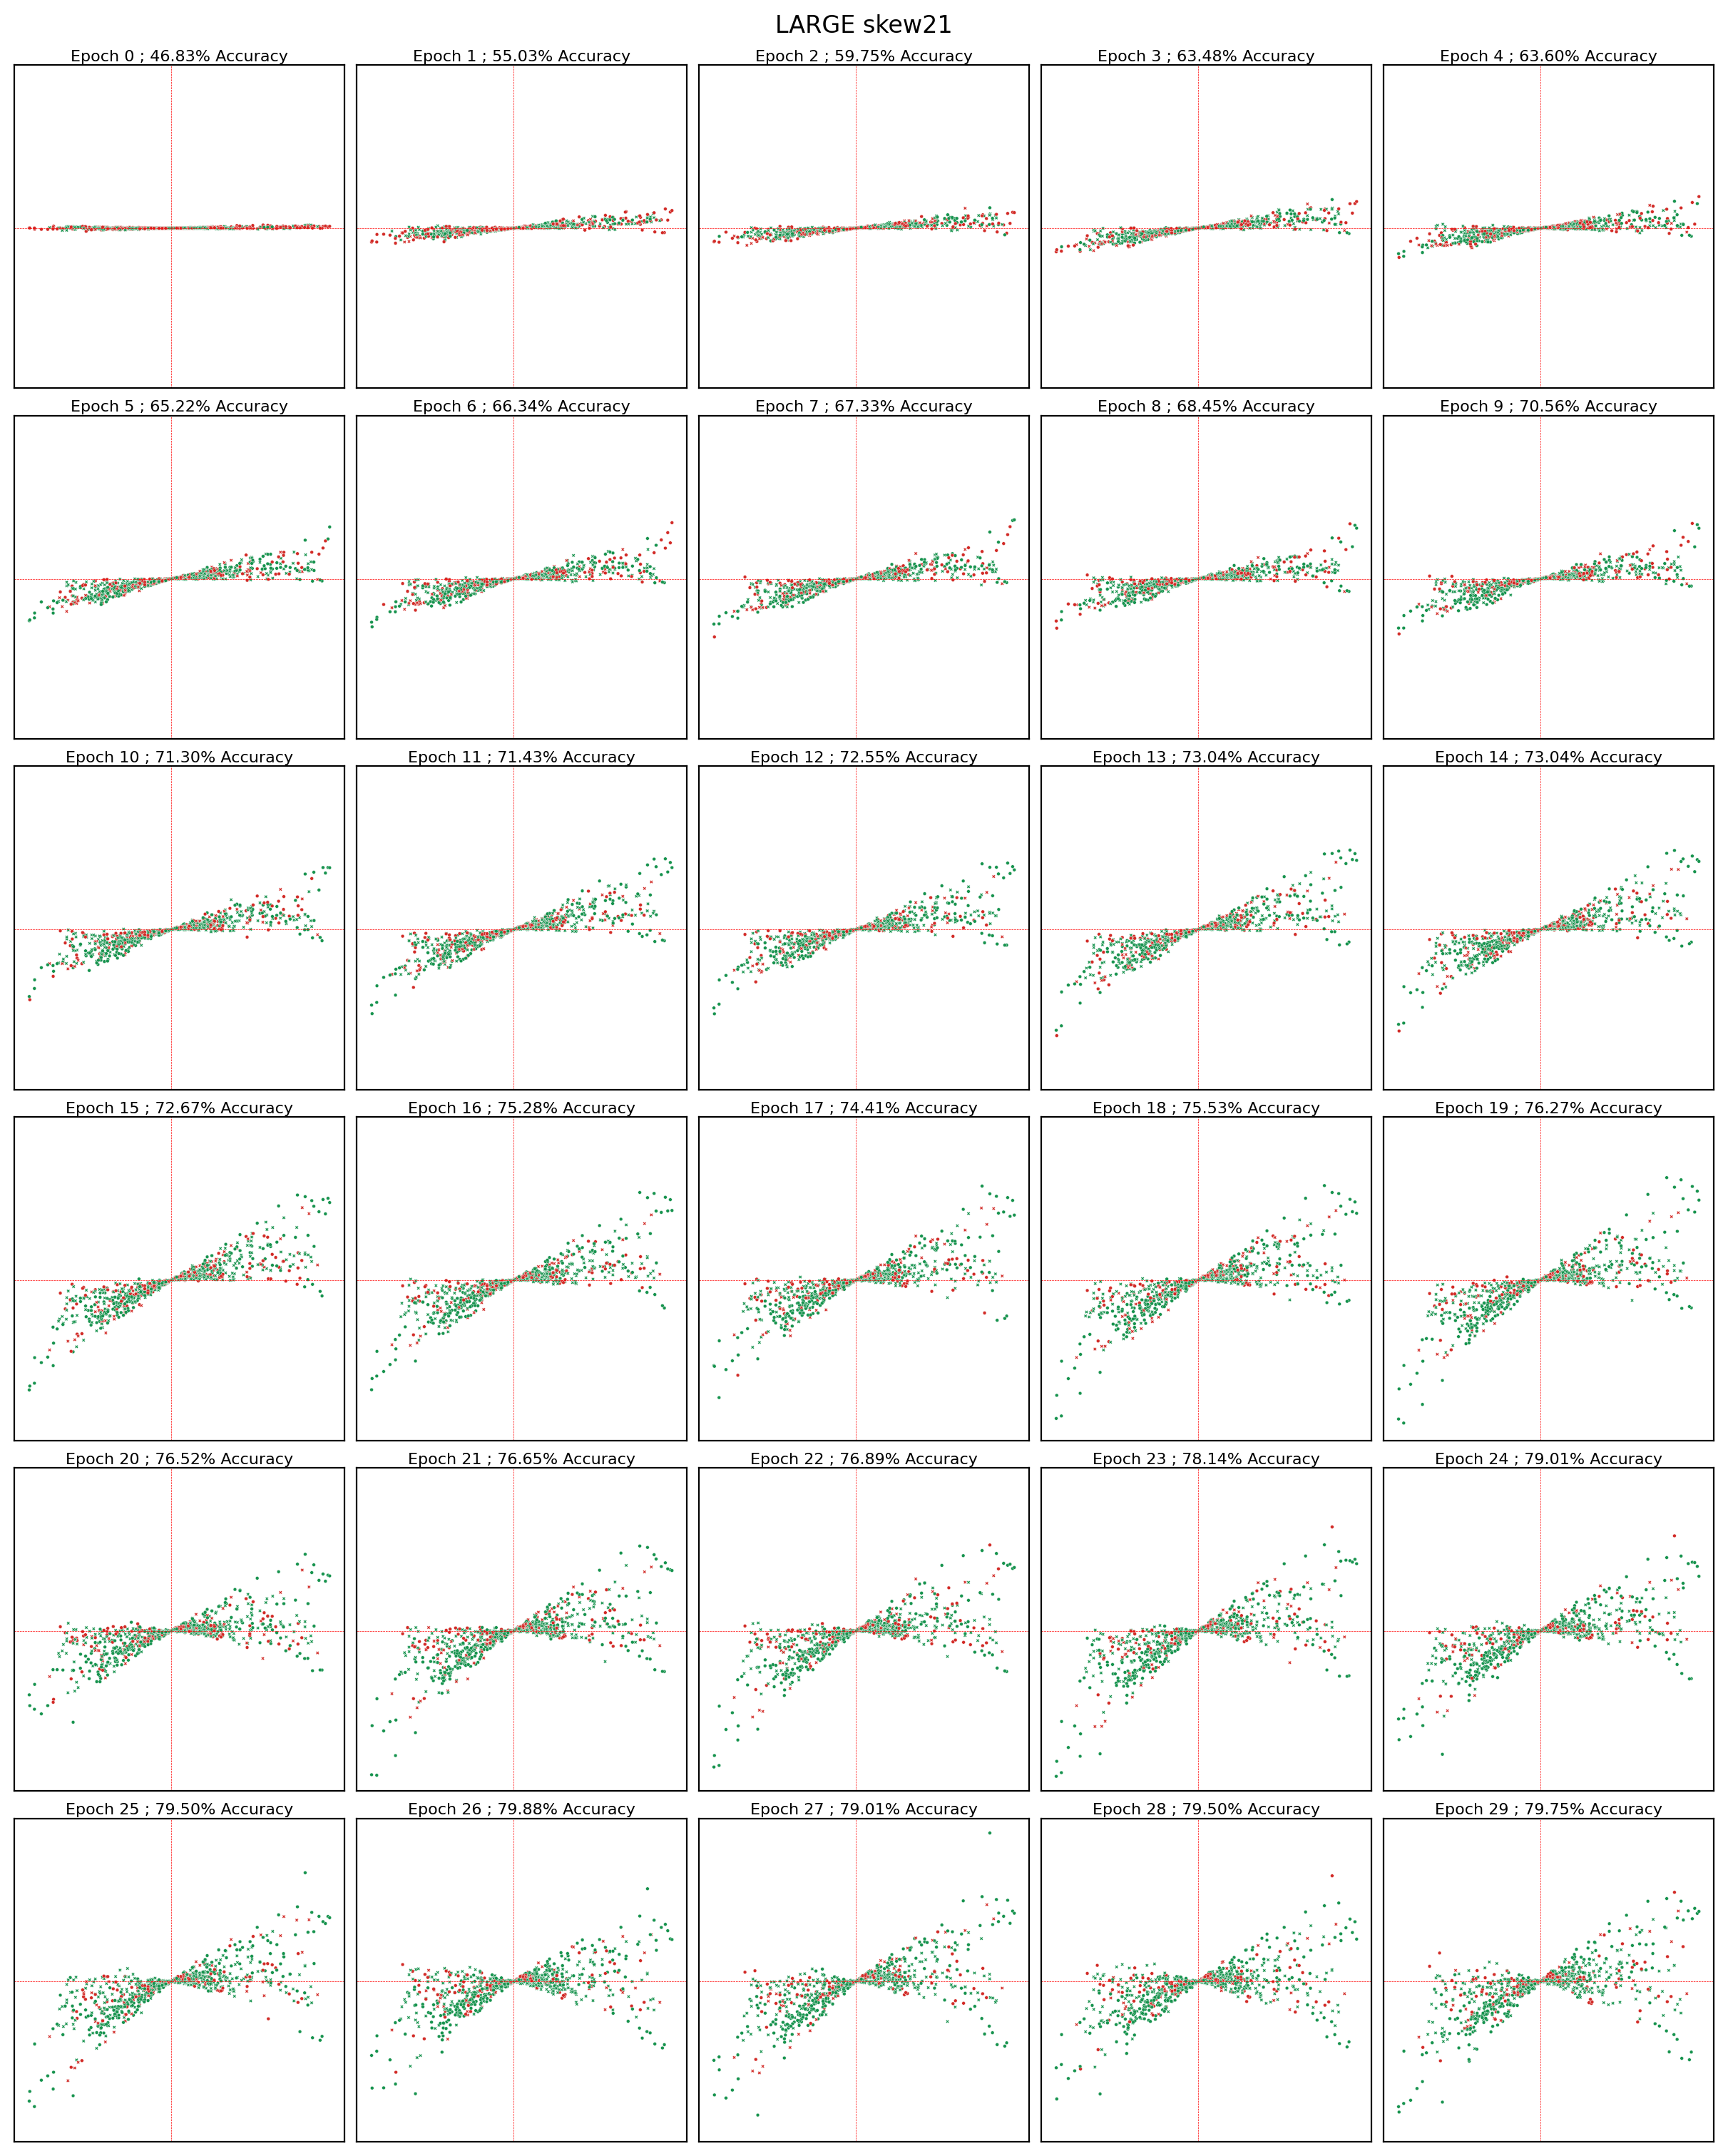 LARGE skew21
Epoch 0 ; 46.83% Accuracy
Epoch 1 ; 55.03% Accuracy
Epoch 2 ; 59.75% Accuracy
Epoch 3 ; 63.48% Accuracy
Epoch 4 ; 63.60% Accuracy
Epoch 5 ; 65.22% Accuracy
Epoch 6 ; 66.34% Accuracy
Epoch 7 ; 67.33% Accuracy
Epoch 8 ; 68.45% Accuracy
Epoch 9 ; 70.56% Accuracy
Epoch 10 ; 71.30% Accuracy
Epoch 11 ; 71.43% Accuracy
Epoch 12 ; 72.55% Accuracy
Epoch 13 ; 73.04% Accuracy
Epoch 14 ; 73.04% Accuracy
Epoch 15 ; 72.67% Accuracy
Epoch 16 ; 75.28% Accuracy
Epoch 17 ; 74.41% Accuracy
Epoch 18 ; 75.53% Accuracy
Epoch 19 ; 76.27% Accuracy
Epoch 20 ; 76.52% Accuracy
Epoch 21 ; 76.65% Accuracy
Epoch 22 ; 76.89% Accuracy
Epoch 23 ; 78.14% Accuracy
Epoch 24 ; 79.01% Accuracy
Epoch 25 ; 79.50% Accuracy
Epoch 26 ; 79.88% Accuracy
Epoch 27 ; 79.01% Accuracy
Epoch 28 ; 79.50% Accuracy
Epoch 29 ; 79.75% Accuracy